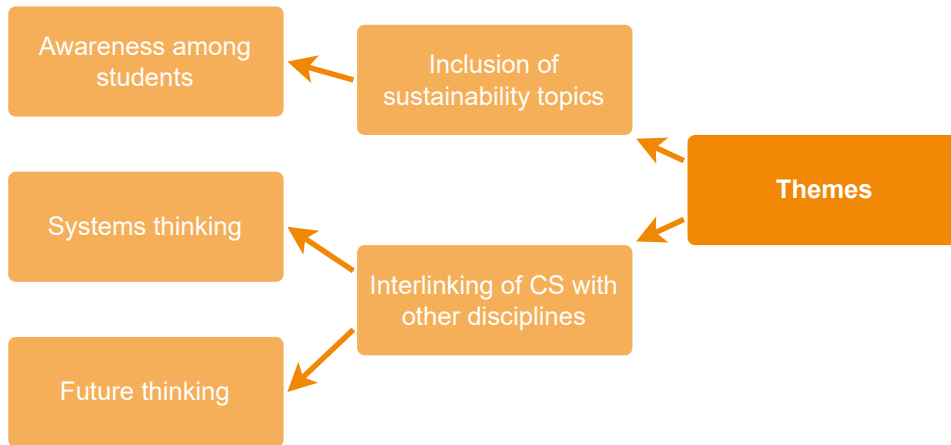 Awareness among
students
Inclusion of
sustainability topics
Themes
Systems thinking
Interlinking of CS with
other disciplines
Future thinking